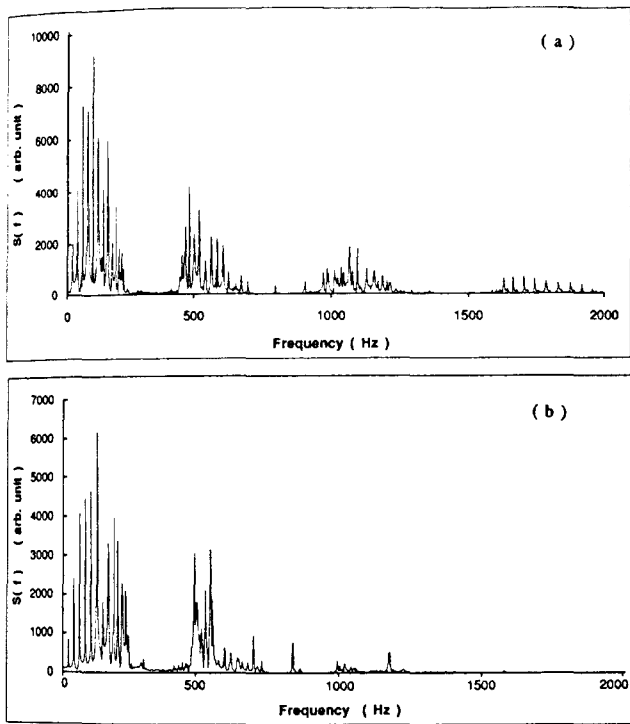 ( a )
10000
8000
6000
4000
2000
0
S( f ) ( arb. unit )
0 500 1000 1500 2000
Frequency ( Hz )
( b )
7000
6000
5000
4000
3000
2000
1000
0
S( f ) ( arb. unit )
0 500 1000 1500 2000
Frequency ( Hz )